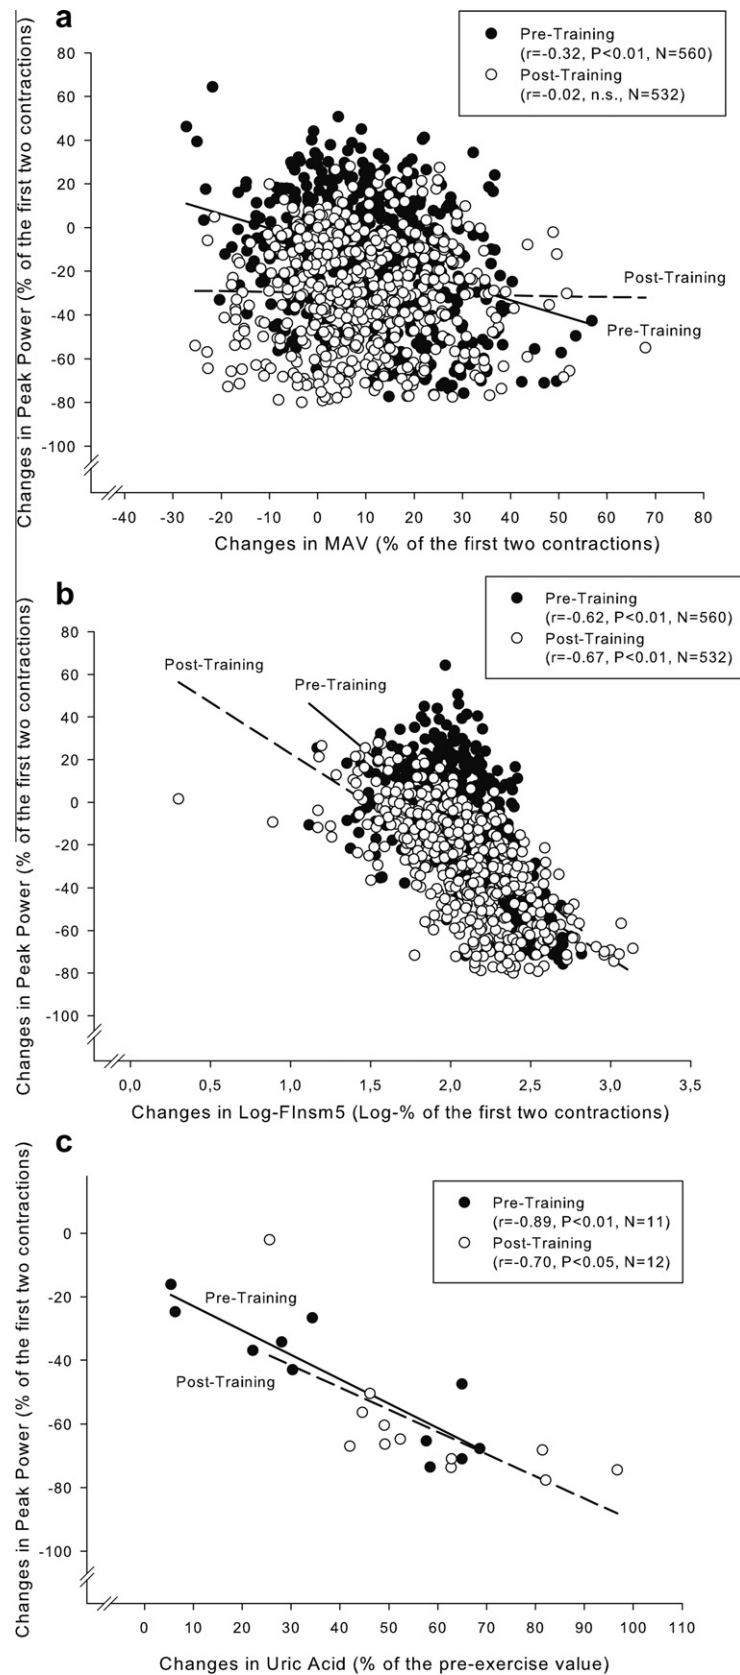 a
Pre-Training
(r=-0.32, P<0.01, N=560)
Post-Training
(r=-0.02, n.s., N=532)
Changes in Peak Power (% of the first two contractions)
80
60
40
20
0
-20
-40
-60
-80
-100
Post-Training
Pre-Training
-40 -30 -20 -10 0 10 20 30 40 50 60 70 80
Changes in MAV (% of the first two contractions)
b
Pre-Training
(r=-0.62, P<0.01, N=560)
Post-Training
(r=-0.67, P<0.01, N=532)
Changes in Peak Power (% of the first two contractions)
80
60
40
20
0
-20
-40
-60
-80
-100
Post-Training
Pre-Training
0,0 0,5 1,0 1,5 2,0 2,5 3,0 3,5
Changes in Log-FInsm5 (Log-% of the first two contractions)
c
Pre-Training
(r=-0.89, P<0.01, N=11)
Post-Training
(r=-0.70, P<0.05, N=12)
Changes in Peak Power (% of the first two contractions)
0
-20
-40
-60
-80
-100
Pre-Training
Post-Training
0 10 20 30 40 50 60 70 80 90 100 110
Changes in Uric Acid (% of the pre-exercise value)